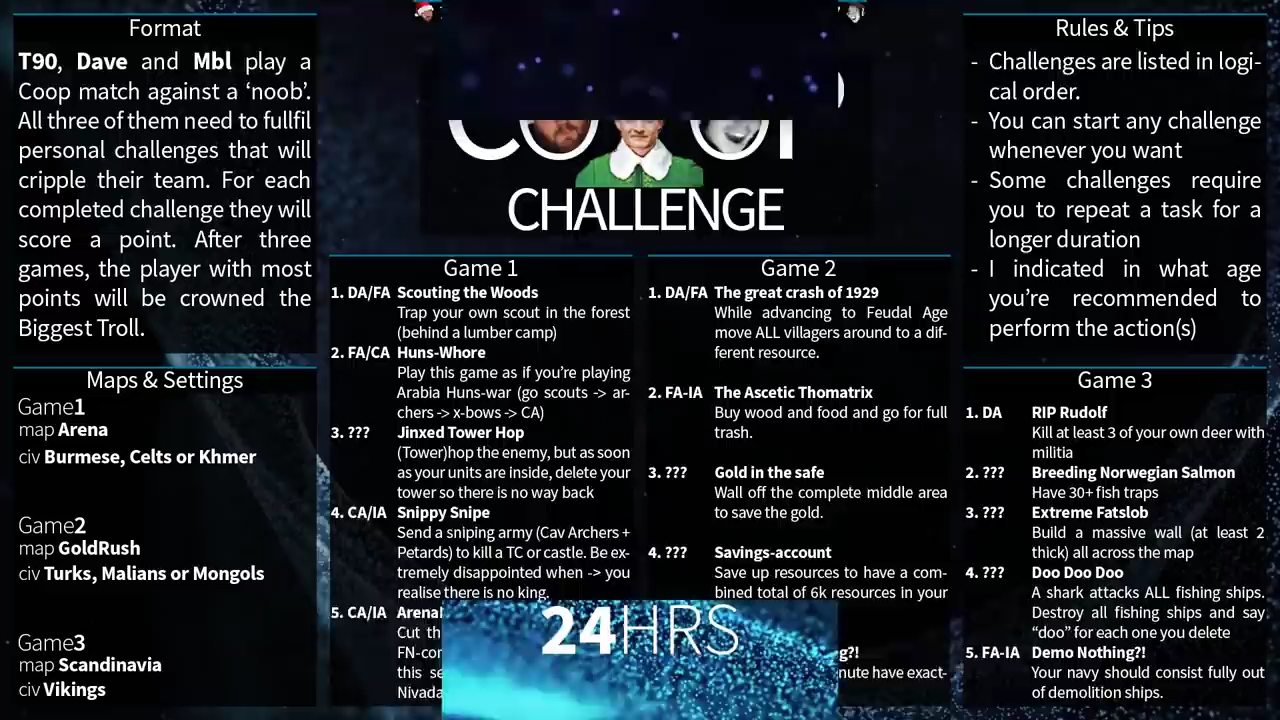 Format
T90, Dave and Mbl play a
Coop match against a ‘noob’.
All three of them need to fullfil
personal challenges that will
cripple their team. For each
completed challenge they will
score a point. After three
games, the player with most
points will be crowned the
Biggest Troll.
Maps & Settings
Game1
map Arena
civ Burmese, Celts or Khmer
Game2
map GoldRush
civ Turks, Malians or Mongols
Game3
map Scandinavia
civ Vikings
CHALLENGE
Game 1
1. DA/FA Scouting the Woods
Trap your own scout in the forest
(behind a lumber camp)
2. FA/CA Huns-Whore
Play this game as if you’re playing
Arabia Huns-war (go scouts -> ar-
chers -> x-bows -> CA)
3. ??? Jinxed Tower Hop
(Tower)hop the enemy, but as soon
as your units are inside, delete your
tower so there is no way back
4. CA/IA Snippy Snipe
Send a sniping army (Cav Archers +
Petards) to kill a TC or castle. Be ex-
tremely disappointed when -> you
realise there is no king.
5. CA/IA
Cut
this
Game 2
1. DA/FA The great crash of 1929
While advancing to Feudal Age
move ALL villagers around to a dif-
ferent resource.
2. FA-IA The Ascetic Thomatrix
Buy wood and food and go for full
trash.
3. ??? Gold in the safe
Wall off the complete middle area
to save the gold.
4. ??? Savings-account
Save up resources to have a com-
bined total of 6k resources in your
have exact-
24HRS
Rules & Tips
- Challenges are listed in logi-
cal order.
- You can start any challenge
whenever you want
- Some challenges require
you to repeat a task for a
longer duration
- I indicated in what age
you’re recommended to
perform the action(s)
Game 3
1. DA RIP Rudolf
Kill at least 3 of your own deer with
militia
2. ??? Breeding Norwegian Salmon
Have 30+ fish traps
3. ??? Extreme Fatslob
Build a massive wall (at least 2
thick) all across the map
4. ??? Doo Doo Doo
A shark attacks ALL fishing ships.
Destroy all fishing ships and say
“doo” for each one you delete
5. FA-IA Demo Nothing?!
Your navy should consist fully out
of demolition ships.